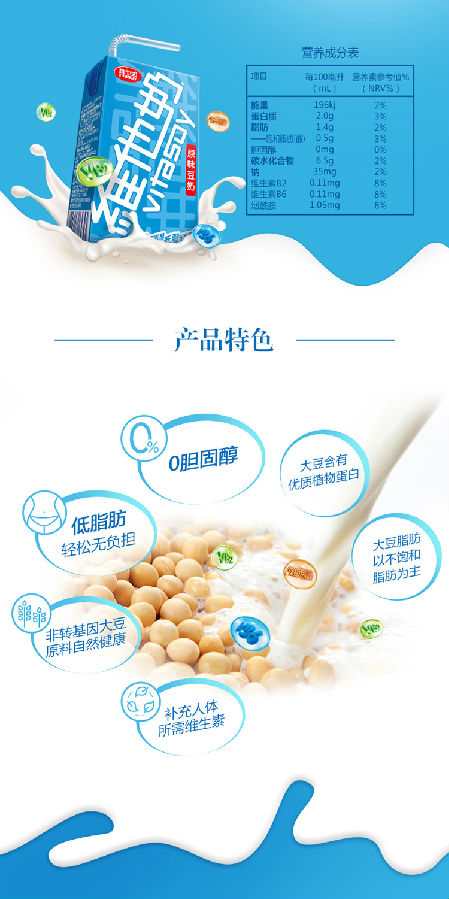 维他奶
VITASOY
维他奶
vitasoy
原味豆奶
营养成分表
项目 每100毫升(mL) 营养素参考值%(NRV%)
能量 196kj 2%
蛋白质 2.0g 3%
脂肪 1.4g 2%
——饱和脂肪(酸) 0.5g 3%
胆固醇 0mg 0%
碳水化合物 6.5g 2%
钠 35mg 2%
维生素B2 0.11mg 8%
维生素B6 0.11mg 8%
烟酰胺 1.05mg 8%
产品特色
0%
0胆固醇
大豆含有
优质植物蛋白
低脂肪
轻松无负担
大豆脂肪
以不饱和
脂肪为主
非转基因大豆
原料自然健康
补充人体
所需维生素